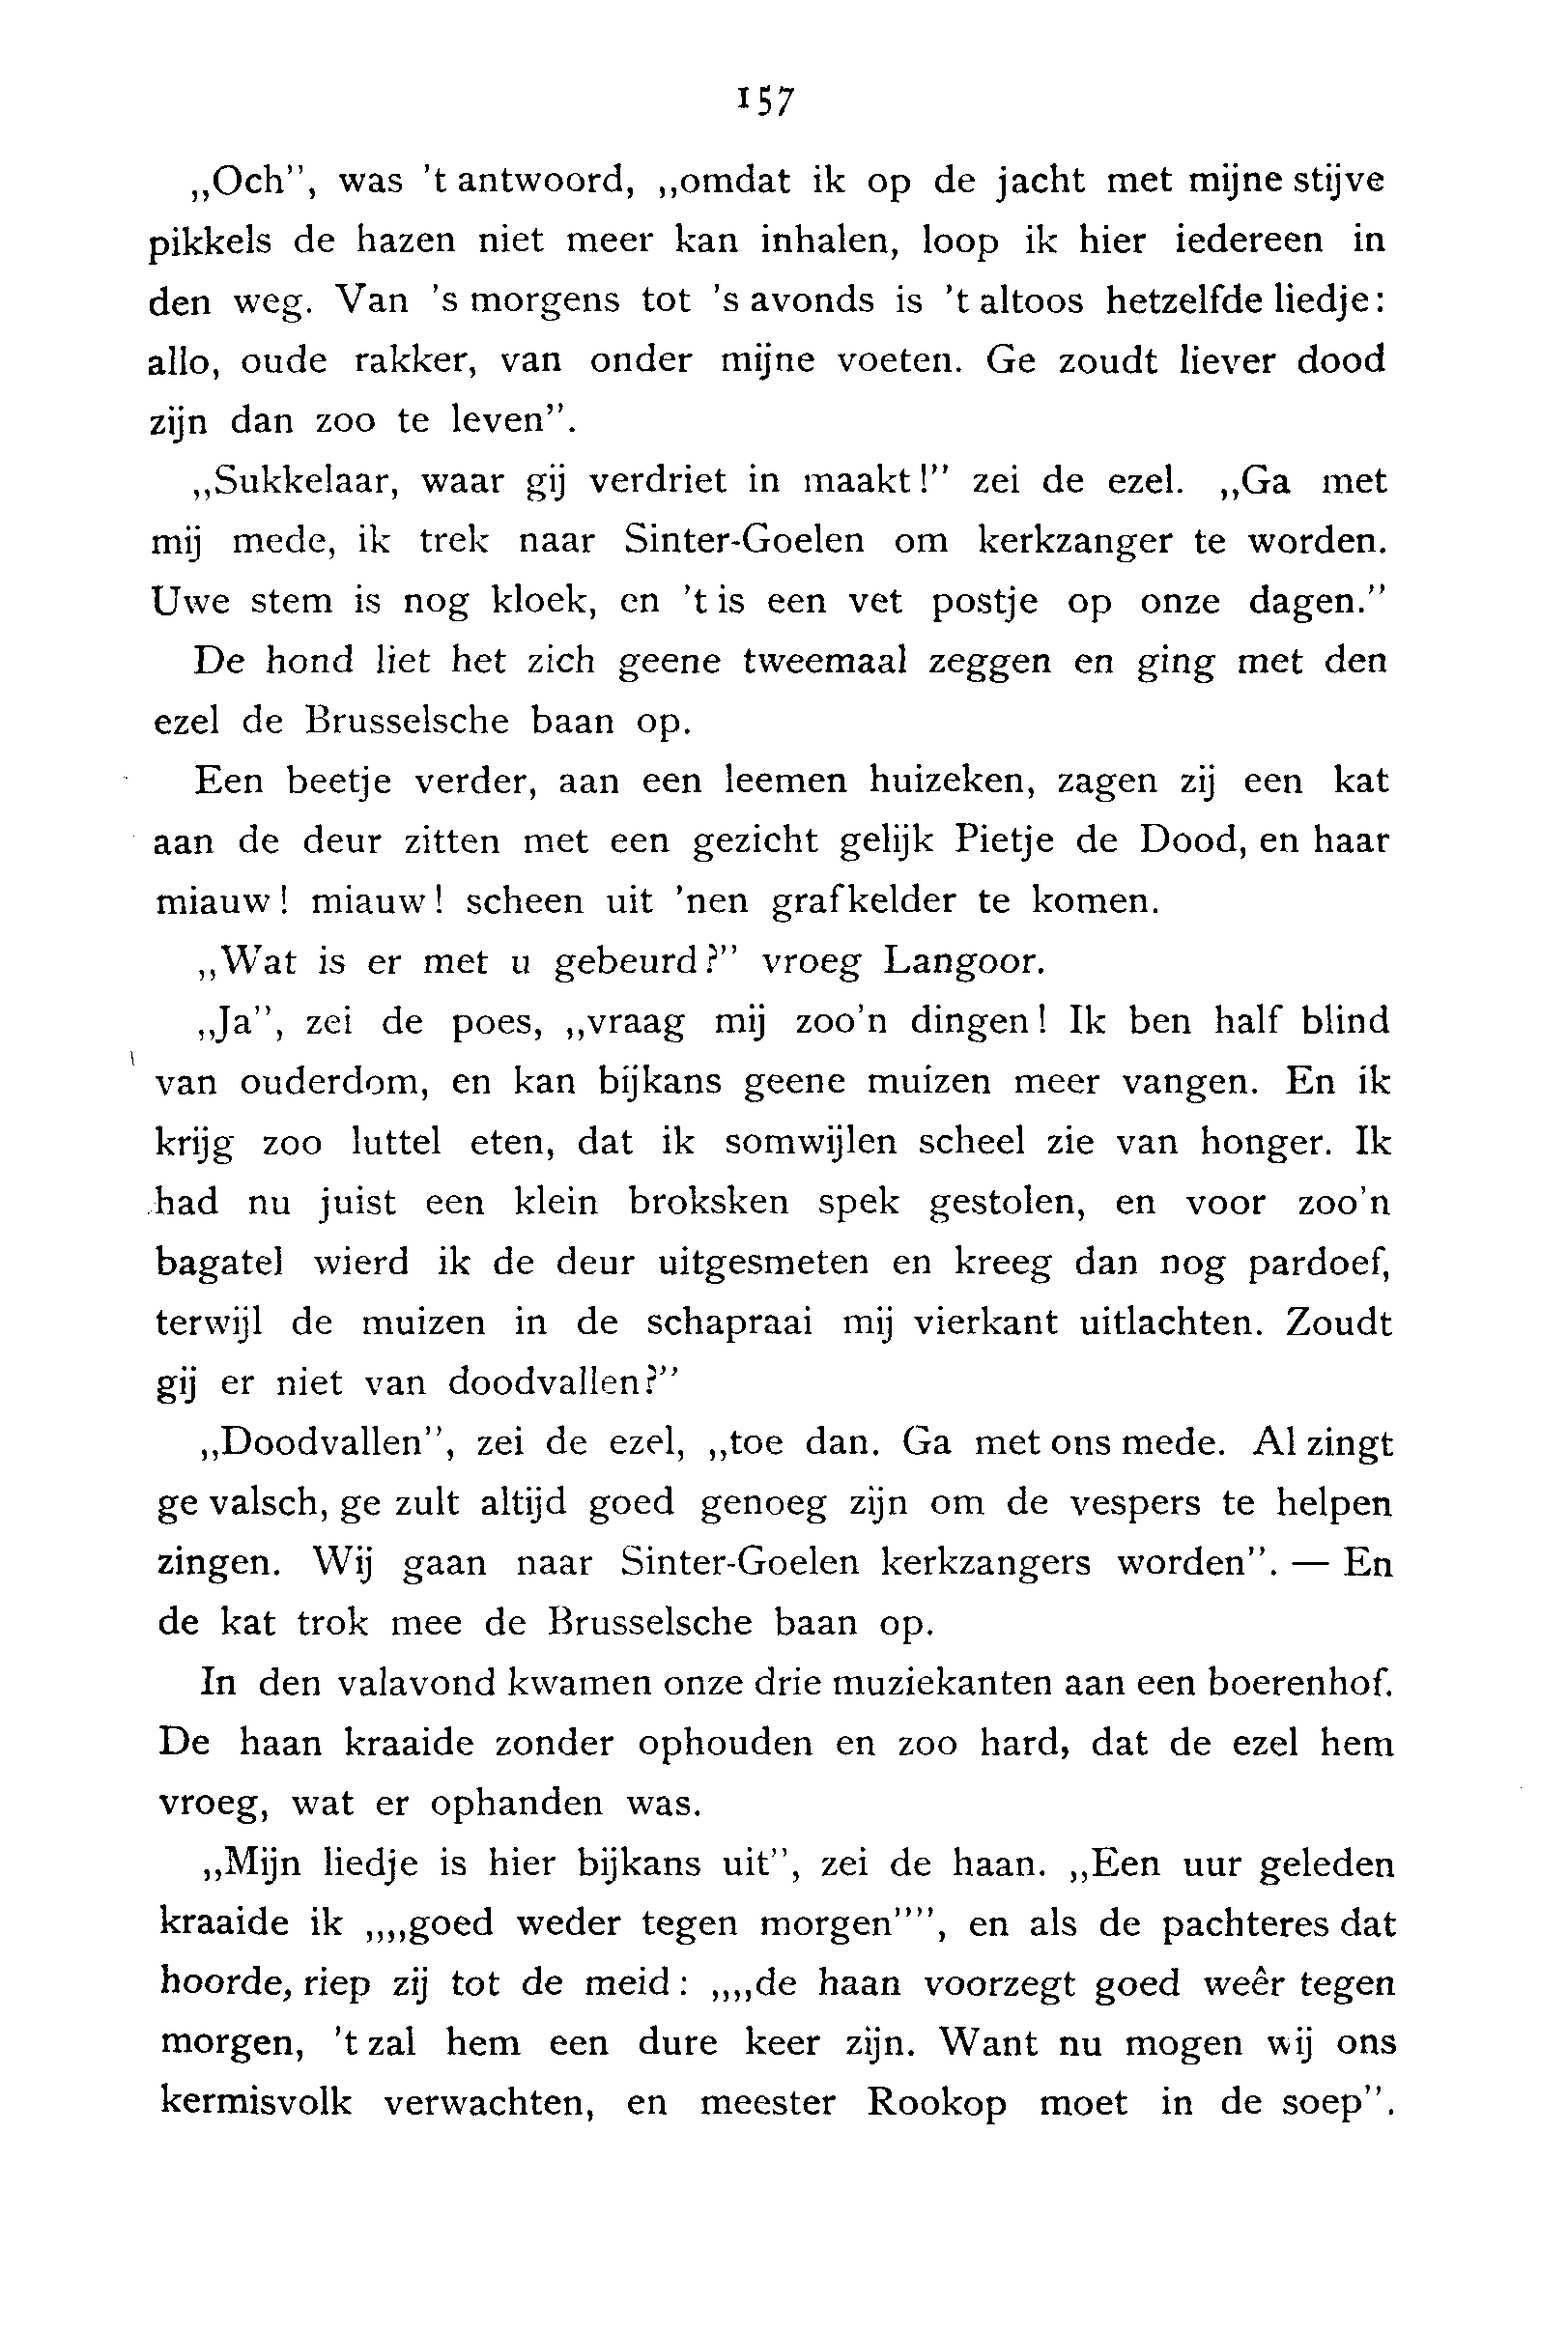 157
„Och”, was ’t antwoord, „omdat ik op de jacht met mijne stijve
pikkels de hazen niet meer kan inhalen, loop ik hier iedereen in
den weg. Van ’s morgens tot ’s avonds is ’t altoos hetzelfde liedje:
allo, oude rakker, van onder mijne voeten. Ge zoudt liever dood
zijn dan zoo te leven”.
„Sukkelaar, waar gij verdriet in maakt!” zei de ezel. „Ga met
mij mede, ik trek naar Sinter-Goelen om kerkzanger te worden.
Uwe stem is nog kloek, en ’t is een vet postje op onze dagen.”
De hond liet het zich geene tweemaal zeggen en ging met den
ezel de Brusselsche baan op.
Een beetje verder, aan een leemen huizeken, zagen zij een kat
aan de deur zitten met een gezicht gelijk Pietje de Dood, en haar
miauw! miauw! scheen uit ’nen grafkelder te komen.
„Wat is er met u gebeurd?” vroeg Langoor.
„Ja”, zei de poes, „vraag mij zoo’n dingen! Ik ben half blind
van ouderdom, en kan bijkans geene muizen meer vangen. En ik
krijg zoo luttel eten, dat ik somwijlen scheel zie van honger. Ik
had nu juist een klein broksken spek gestolen, en voor zoo’n
bagatel wierd ik de deur uitgesmeten en kreeg dan nog pardoef,
terwijl de muizen in de schapraai mij vierkant uitlachten. Zoudt
gij er niet van doodvallen?”
„Doodvallen”, zei de ezel, „toe dan. Ga met ons mede. Al zingt
ge valsch, ge zult altijd goed genoeg zijn om de vespers te helpen
zingen. Wij gaan naar Sinter-Goelen kerkzangers worden”. — En
de kat trok mee de Brusselsche baan op.
In den valavond kwamen onze drie muziekanten aan een boerenhof.
De haan kraaide zonder ophouden en zoo hard, dat de ezel hem
vroeg, wat er ophanden was.
„Mijn liedje is hier bijkans uit”, zei de haan. „Een uur geleden
kraaide ik „„goed weder tegen morgen””, en als de pachteres dat
hoorde, riep zij tot de meid: „„de haan voorzegt goed weêr tegen
morgen, ’t zal hem een dure keer zijn. Want nu mogen wij ons
kermisvolk verwachten, en meester Rookop moet in de soep”.